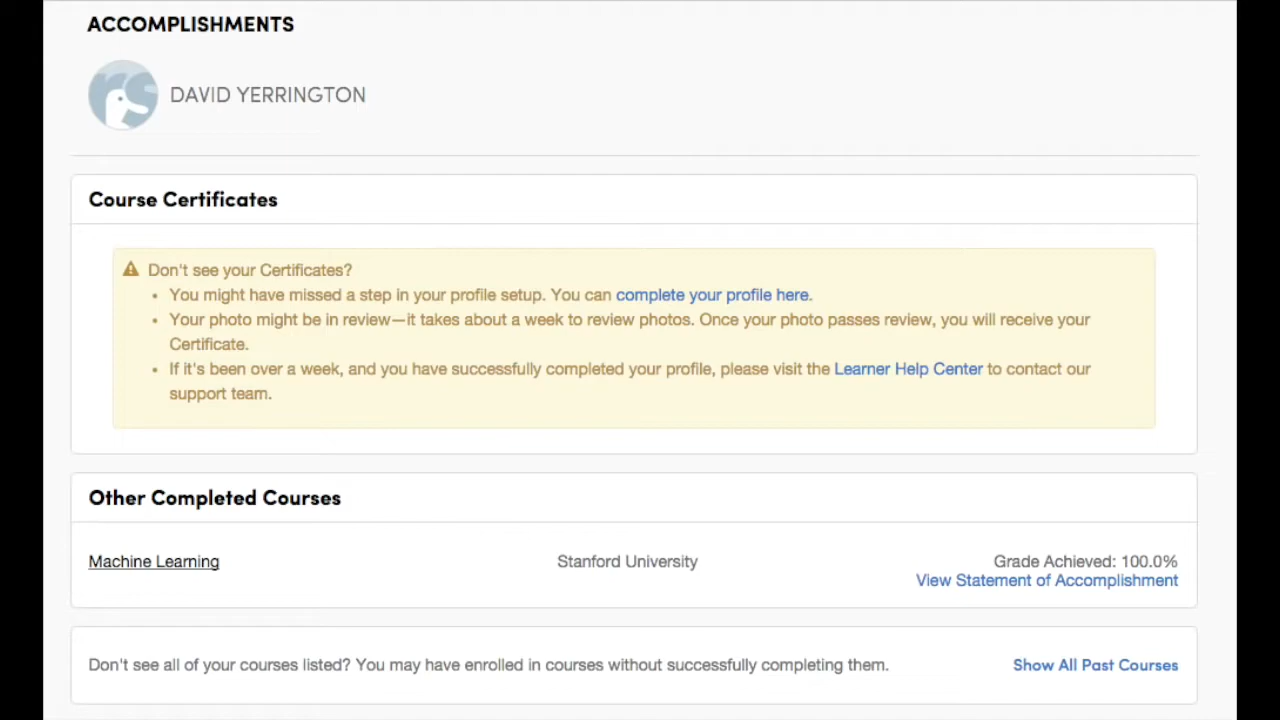 ACCOMPLISHMENTS
DAVID YERRINGTON
Course Certificates
Don't see your Certificates?
• You might have missed a step in your profile setup. You can complete your profile here.
• Your photo might be in review—it takes about a week to review photos. Once your photo passes review, you will receive your
Certificate.
• If it's been over a week, and you have successfully completed your profile, please visit the Learner Help Center to contact our
support team.
Other Completed Courses
Machine Learning Stanford University Grade Achieved: 100.0%
View Statement of Accomplishment
Don't see all of your courses listed? You may have enrolled in courses without successfully completing them. Show All Past Courses